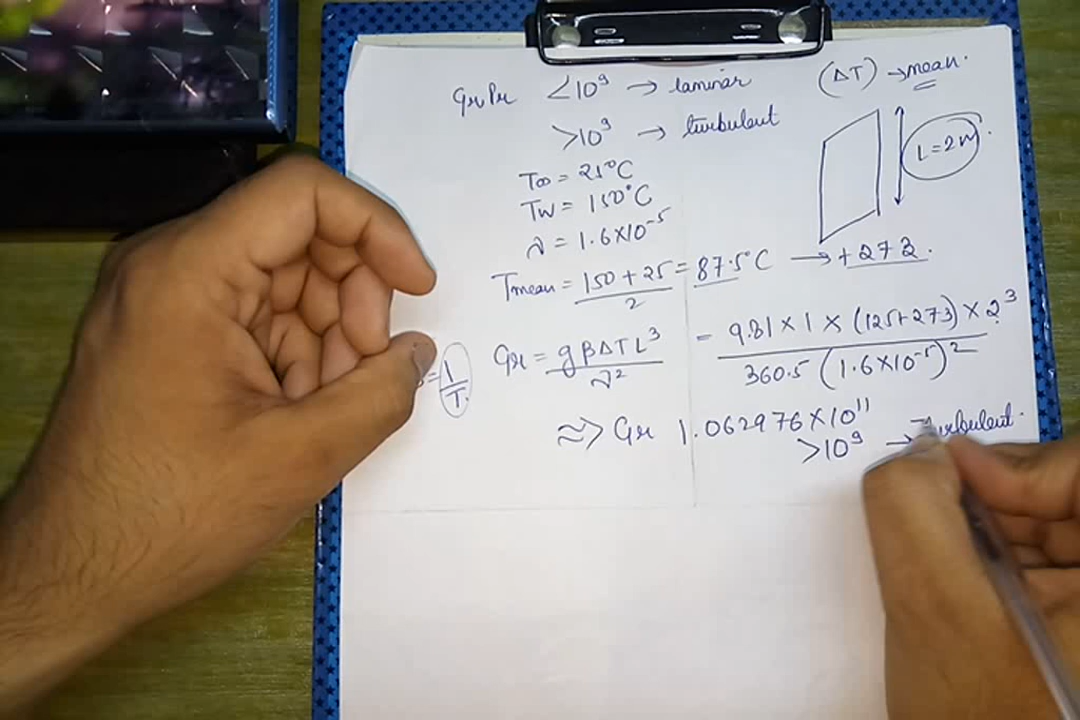 GrPr <10⁹ → laminar (ΔT) → mean.
>10⁹ → turbulent
L = 2m
T∞ = 25°C
Tw = 150°C
ν = 1.6×10⁻⁵
Tmean = 150 + 25 / 2 = 87.5°C → + 273.
Gr = gβΔTL³ / ν² = 9.81 × 1 × (125+273) × 2³ / 360.5 (1.6×10⁻⁵)²
= 1/T.
≈> Gr 1.062976 × 10¹¹
>10⁹ → Turbulent.